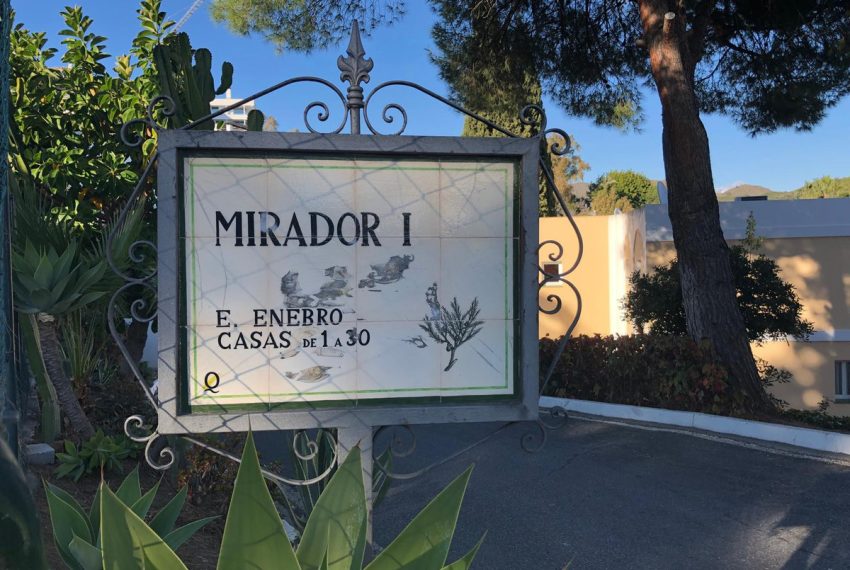 MIRADOR I
E. ENEBRO
CASAS DE 1 A 30
Q